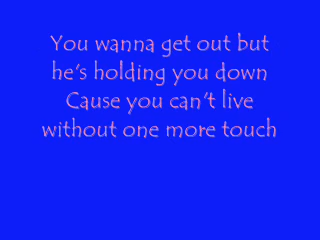 You wanna get out but
he's holding you down
Cause you can't live
without one more touch